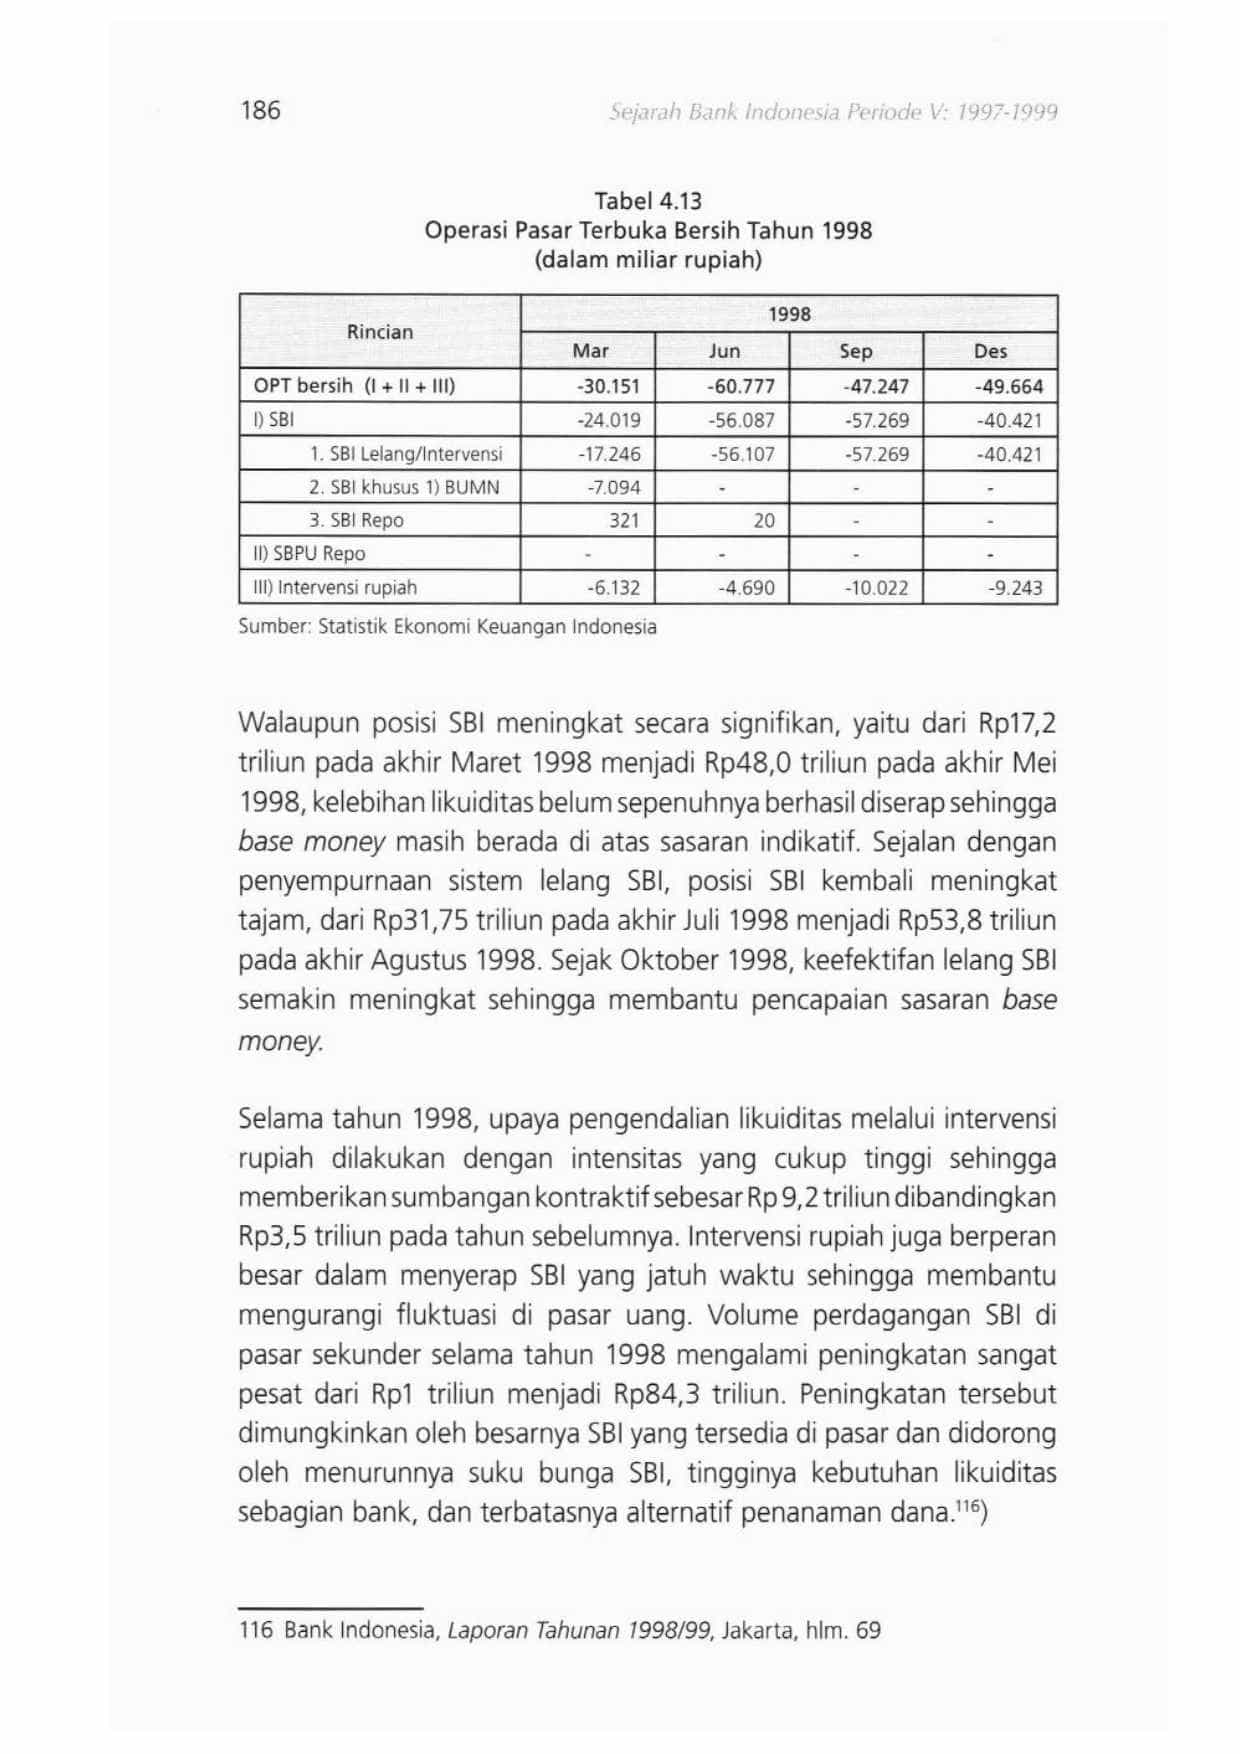 186
Sejarah Bank Indonesia Periode V: 1997-1999
Tabel 4.13
Operasi Pasar Terbuka Bersih Tahun 1998
(dalam miliar rupiah)
Rincian 1998
Mar Jun Sep Des
OPT bersih (I + II + III) -30.151 -60.777 -47.247 -49.664
I) SBI -24.019 -56.087 -57.269 -40.421
1. SBI Lelang/Intervensi -17.246 -56.107 -57.269 -40.421
2. SBI khusus 1) BUMN -7.094 - - -
3. SBI Repo 321 20 - -
II) SBPU Repo - - - -
III) Intervensi rupiah -6.132 -4.690 -10.022 -9.243
Sumber: Statistik Ekonomi Keuangan Indonesia
Walaupun posisi SBI meningkat secara signifikan, yaitu dari Rp17,2
triliun pada akhir Maret 1998 menjadi Rp48,0 triliun pada akhir Mei
1998, kelebihan likuiditas belum sepenuhnya berhasil diserap sehingga
base money masih berada di atas sasaran indikatif. Sejalan dengan
penyempurnaan sistem lelang SBI, posisi SBI kembali meningkat
tajam, dari Rp31,75 triliun pada akhir Juli 1998 menjadi Rp53,8 triliun
pada akhir Agustus 1998. Sejak Oktober 1998, keefektifan lelang SBI
semakin meningkat sehingga membantu pencapaian sasaran base
money.
Selama tahun 1998, upaya pengendalian likuiditas melalui intervensi
rupiah dilakukan dengan intensitas yang cukup tinggi sehingga
memberikan sumbangan kontraktif sebesar Rp 9,2 triliun dibandingkan
Rp3,5 triliun pada tahun sebelumnya. Intervensi rupiah juga berperan
besar dalam menyerap SBI yang jatuh waktu sehingga membantu
mengurangi fluktuasi di pasar uang. Volume perdagangan SBI di
pasar sekunder selama tahun 1998 mengalami peningkatan sangat
pesat dari Rp1 triliun menjadi Rp84,3 triliun. Peningkatan tersebut
dimungkinkan oleh besarnya SBI yang tersedia di pasar dan didorong
oleh menurunnya suku bunga SBI, tingginya kebutuhan likuiditas
sebagian bank, dan terbatasnya alternatif penanaman dana.¹¹⁶)
116 Bank Indonesia, Laporan Tahunan 1998/99, Jakarta, hlm. 69